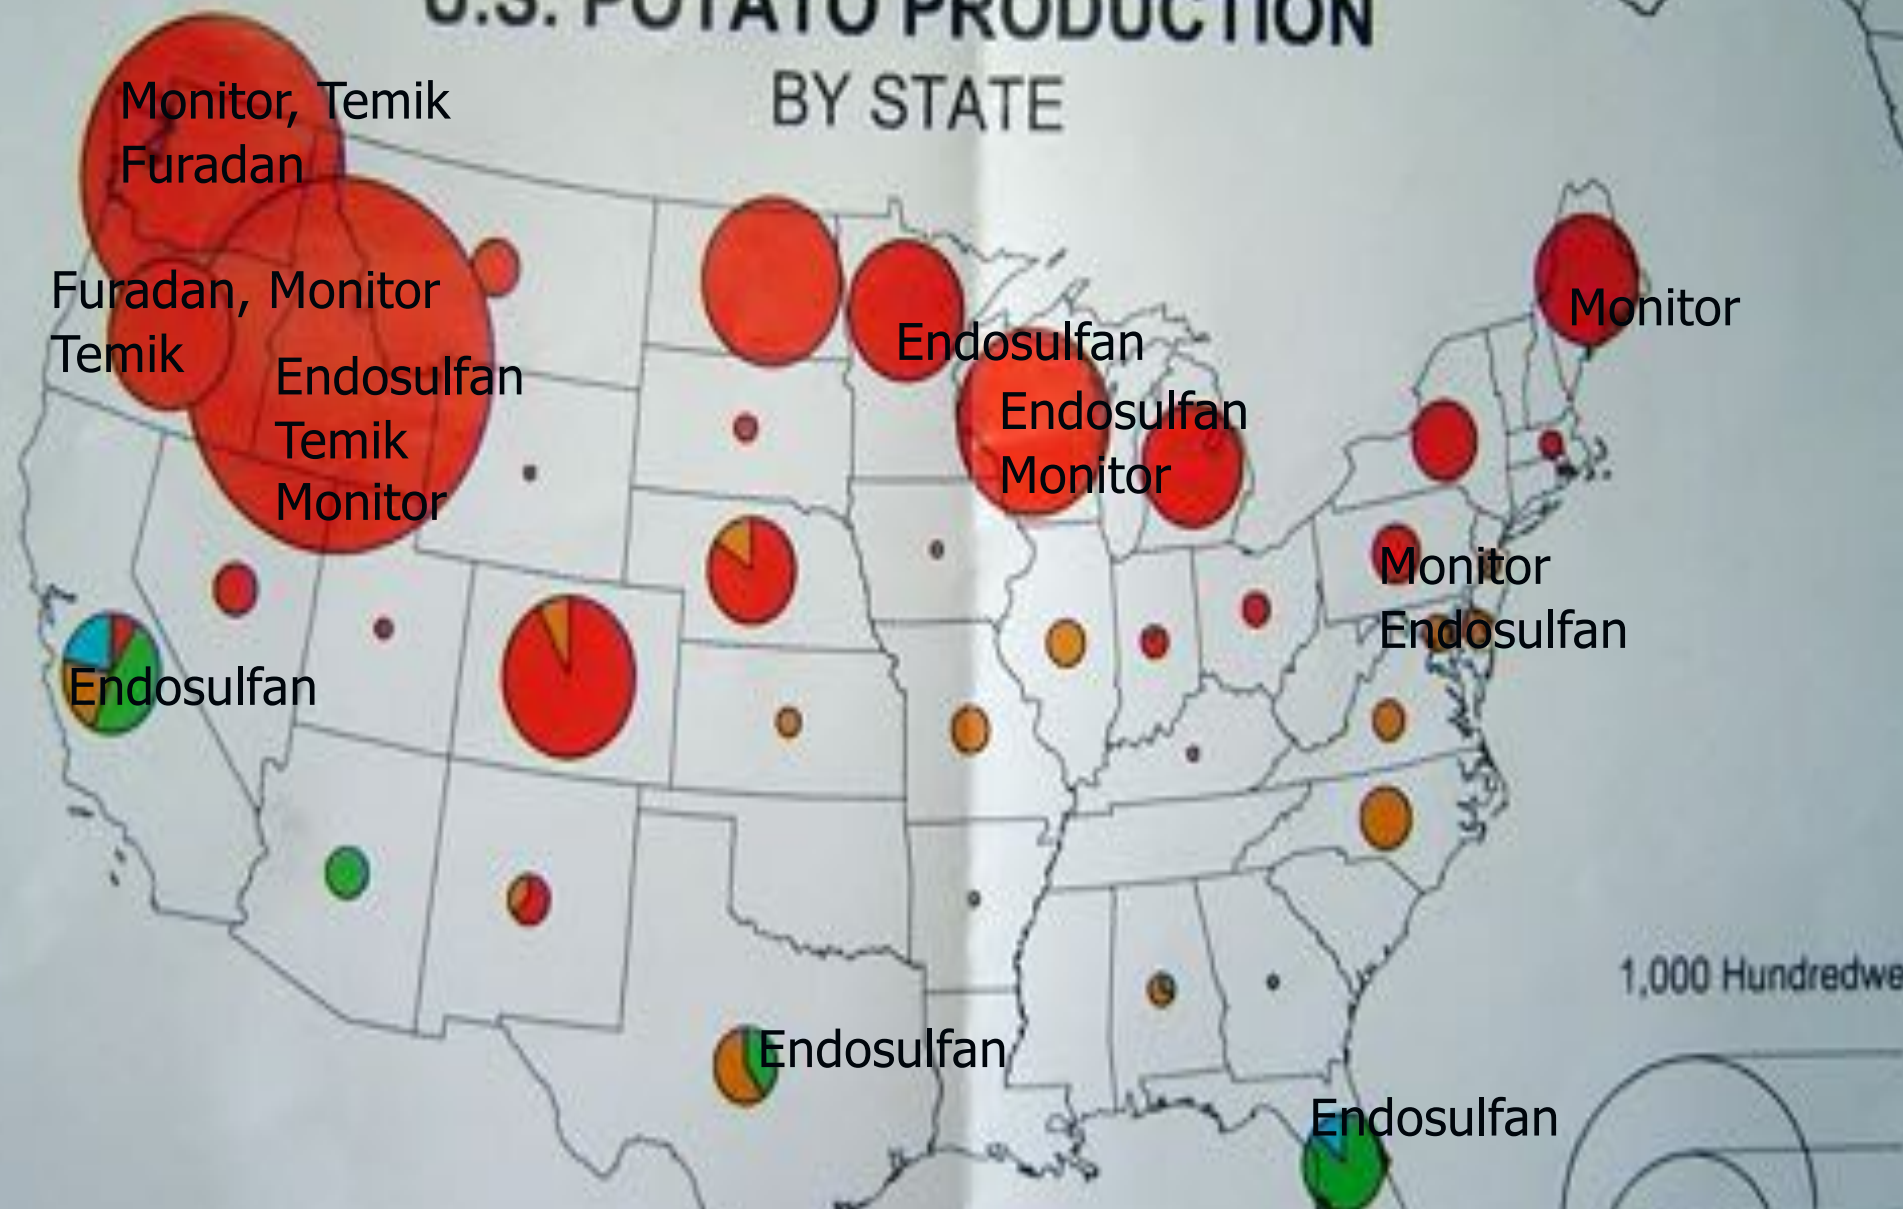 U.S. POTATO PRODUCTION
BY STATE
Monitor, Temik
Furadan
Furadan, Monitor
Temik
Endosulfan
Temik
Monitor
Endosulfan
Endosulfan
Monitor
Monitor
Monitor
Endosulfan
Endosulfan
Endosulfan
Endosulfan
1,000